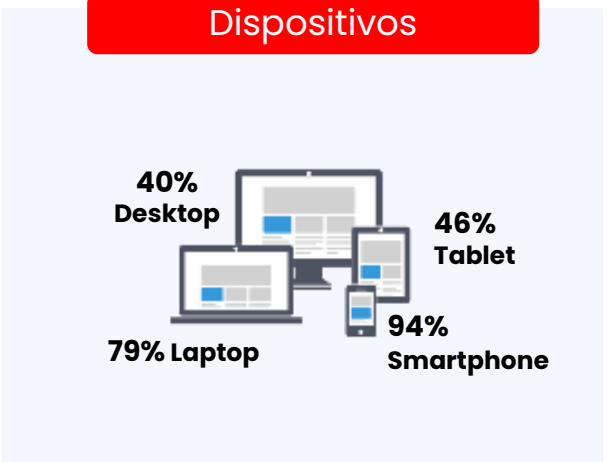 Dispositivos
40%
Desktop
46%
Tablet
79% Laptop
94%
Smartphone